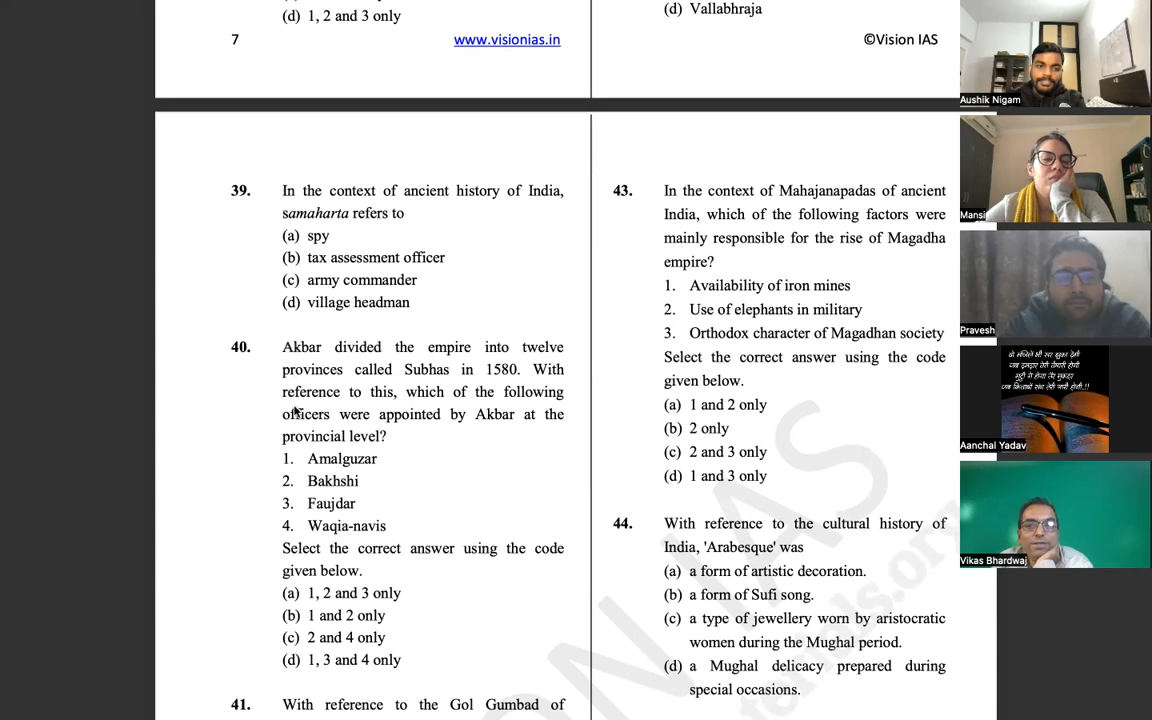 (d) 1, 2 and 3 only
7
www.visionias.in
39. In the context of ancient history of India,
samaharta refers to
(a) spy
(b) tax assessment officer
(c) army commander
(d) village headman
40. Akbar divided the empire into twelve
provinces called Subhas in 1580. With
reference to this, which of the following
officers were appointed by Akbar at the
provincial level?
1. Amalguzar
2. Bakhshi
3. Faujdar
4. Waqia-navis
Select the correct answer using the code
given below.
(a) 1, 2 and 3 only
(b) 1 and 2 only
(c) 2 and 4 only
(d) 1, 3 and 4 only
41. With reference to the Gol Gumbad of
(d) Vallabhraja
©Vision IAS
43. In the context of Mahajanapadas of ancient
India, which of the following factors were
mainly responsible for the rise of Magadha
empire?
1. Availability of iron mines
2. Use of elephants in military
3. Orthodox character of Magadhan society
Select the correct answer using the code
given below.
(a) 1 and 2 only
(b) 2 only
(c) 2 and 3 only
(d) 1 and 3 only
44. With reference to the cultural history of
India, 'Arabesque' was
(a) a form of artistic decoration.
(b) a form of Sufi song.
(c) a type of jewellery worn by aristocratic
women during the Mughal period.
(d) a Mughal delicacy prepared during
special occasions.
Aushik Nigam
Mansi
Pravesh
Aanchal Yadav
Vikas Bhardwaj